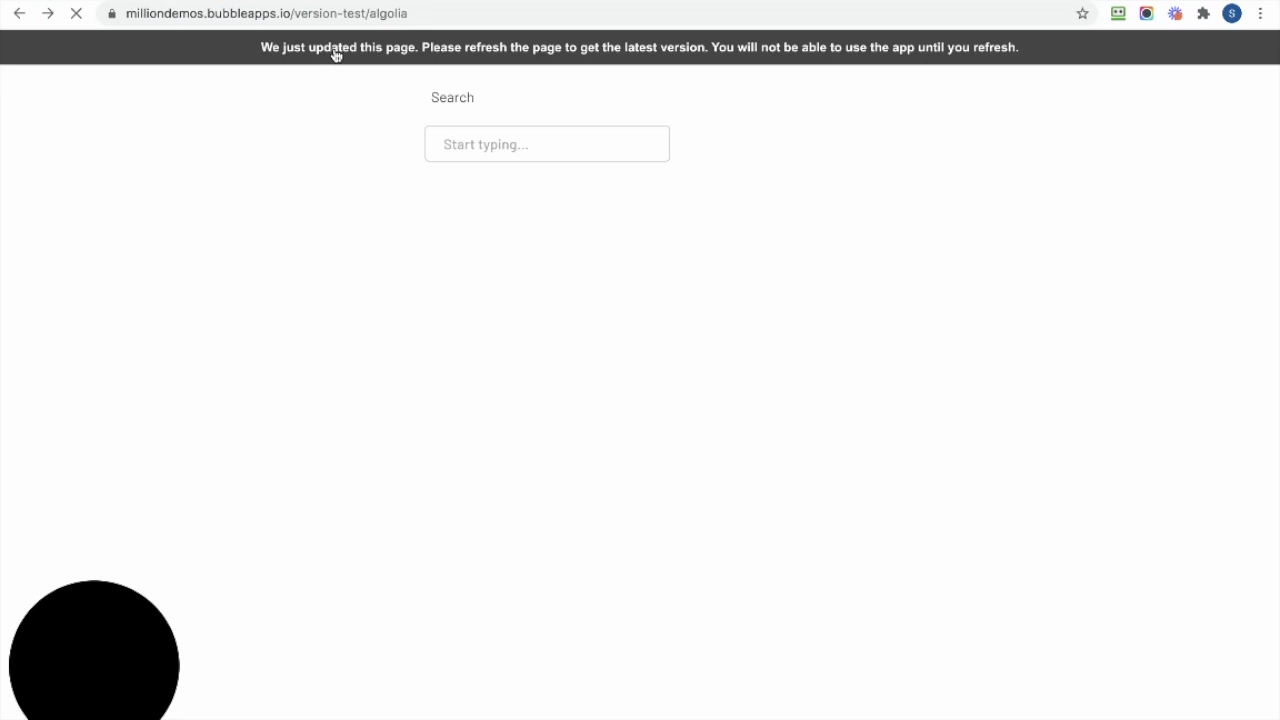 milliondemos.bubbleapps.io/version-test/algolia
S
We just updated this page. Please refresh the page to get the latest version. You will not be able to use the app until you refresh.
Search
Start typing...